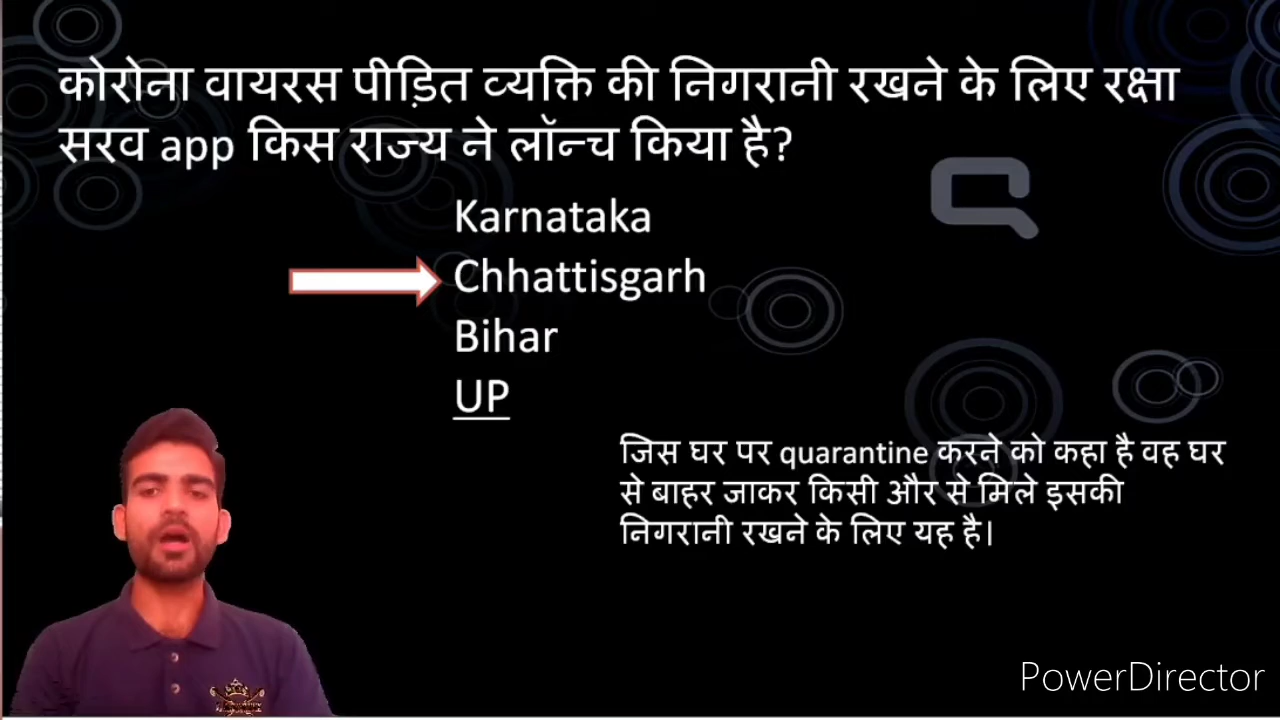 कोरोना वायरस पीड़ित व्यक्ति की निगरानी रखने के लिए रक्षा
सरव app किस राज्य ने लॉन्च किया है?
Karnataka
Chhattisgarh
Bihar
UP
जिस घर पर quarantine करने को कहा है वह घर
से बाहर जाकर किसी और से मिले इसकी
निगरानी रखने के लिए यह है।
PowerDirector